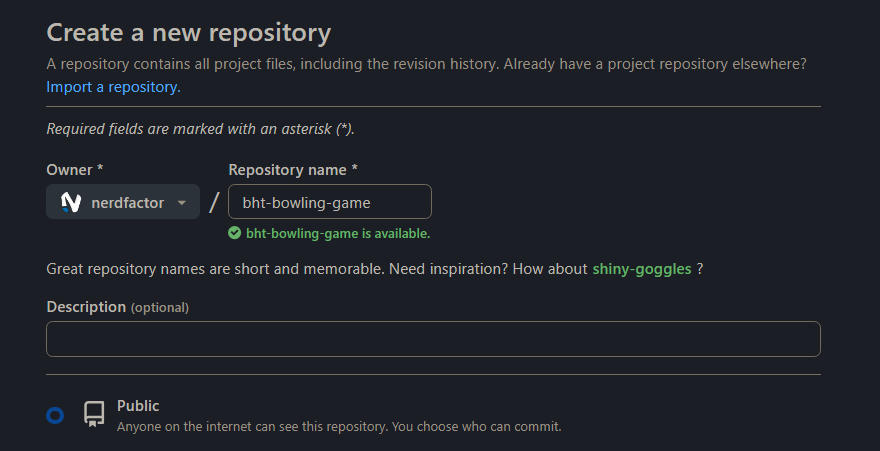 Create a new repository
A repository contains all project files, including the revision history. Already have a project repository elsewhere?
Import a repository.
Required fields are marked with an asterisk (*).
Owner * Repository name *
nerdfactor / bht-bowling-game
bht-bowling-game is available.
Great repository names are short and memorable. Need inspiration? How about shiny-goggles ?
Description (optional)
Public
Anyone on the internet can see this repository. You choose who can commit.